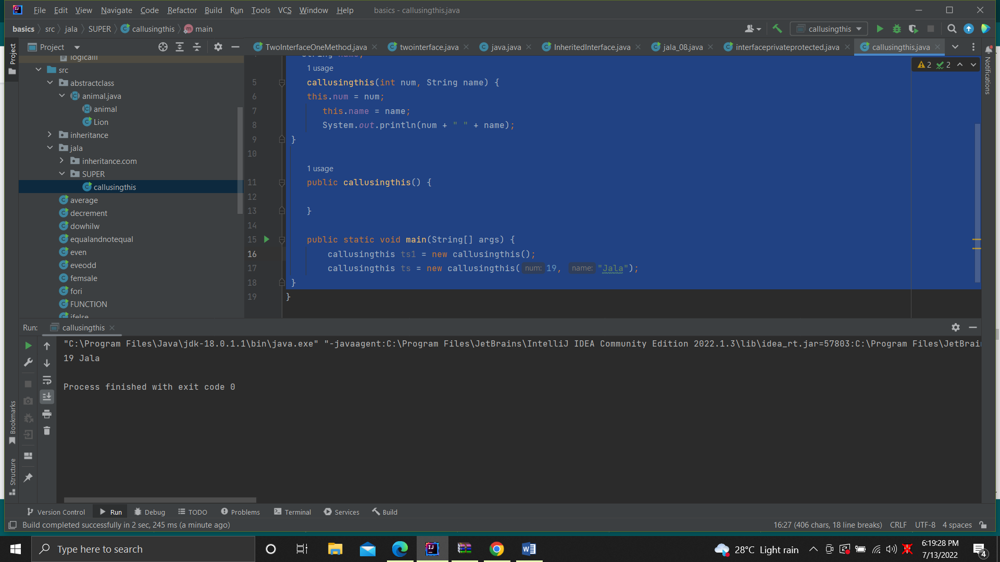 File Edit View Navigate Code Refactor Build Run Tools VCS Window Help basics - callusingthis.java
basics src jala SUPER callusingthis main callusingthis
Project
TwoInterfaceOneMethod.java twointerface.java java.java InheritedInterface.java jala_08.java interfaceprivateprotected.java callusingthis.java
Project
logicalll
src
abstractclass
animal.java
animal
Lion
inheritance
jala
inheritance.com
SUPER
callusingthis
average
decrement
dowhilw
equalandnotequal
even
eveodd
femsale
fori
FUNCTION
ifelse
String name;
1 usage
2 2
5 callusingthis(int num, String name) {
6 this.num = num;
7 this.name = name;
8 System.out.println(num + " " + name);
9 }
10
1 usage
11 public callusingthis() {
12
13 }
14
15 public static void main(String[] args) {
16 callusingthis ts1 = new callusingthis();
17 callusingthis ts = new callusingthis( num: 19, name: "Jala");
18 }
19 }
Notifications
Run: callusingthis
"C:\Program Files\Java\jdk-18.0.1.1\bin\java.exe" "-javaagent:C:\Program Files\JetBrains\IntelliJ IDEA Community Edition 2022.1.3\lib\idea_rt.jar=57803:C:\Program Files\JetBrai
19 Jala
Process finished with exit code 0
Bookmarks
Structure
Version Control Run Debug TODO Problems Terminal Services Build
Build completed successfully in 2 sec, 245 ms (a minute ago) 16:27 (406 chars, 18 line breaks) CRLF UTF-8 4 spaces
Type here to search
28°C Light rain
6:19:28 PM
7/13/2022
4